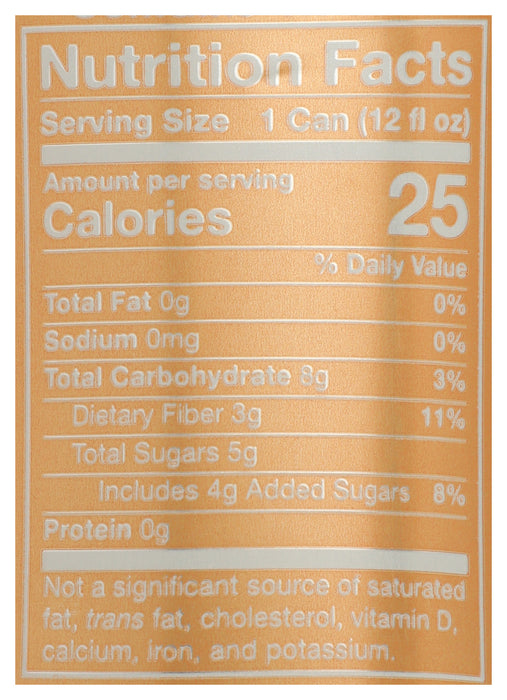 Nutrition Facts
Serving Size 1 Can (12 fl oz)
Amount per serving
Calories 25
% Daily Value
Total Fat 0g 0%
Sodium 0mg 0%
Total Carbohydrate 8g 3%
Dietary Fiber 3g 11%
Total Sugars 5g
Includes 4g Added Sugars 8%
Protein 0g
Not a significant source of saturated
fat, trans fat, cholesterol, vitamin D,
calcium, iron, and potassium.